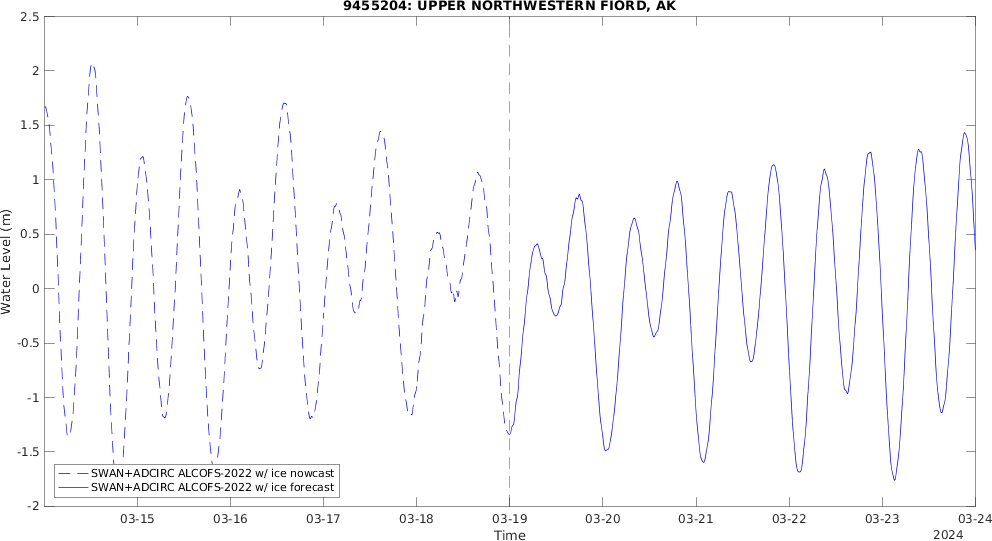 9455204: UPPER NORTHWESTERN FIORD, AK
Water Level (m)
2.5
2
1.5
1
0.5
0
-0.5
-1
-1.5
-2
SWAN+ADCIRC ALCOFS-2022 w/ ice nowcast
SWAN+ADCIRC ALCOFS-2022 w/ ice forecast
03-15 03-16 03-17 03-18 03-19 03-20 03-21 03-22 03-23 03-24
Time
2024